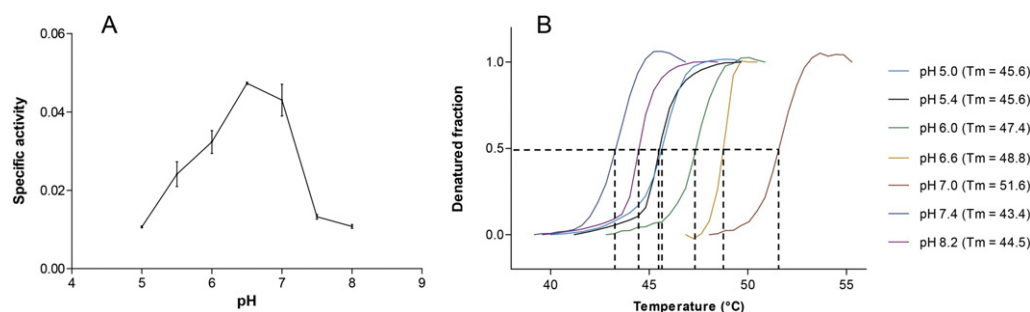 A
Specific activity
0.06
0.04
0.02
0.00
4
5
6
7
8
9
pH
B
Denatured fraction
1.0
0.5
0.0
40
45
50
55
Temperature (°C)
pH 5.0 (Tm = 45.6)
pH 5.4 (Tm = 45.6)
pH 6.0 (Tm = 47.4)
pH 6.6 (Tm = 48.8)
pH 7.0 (Tm = 51.6)
pH 7.4 (Tm = 43.4)
pH 8.2 (Tm = 44.5)